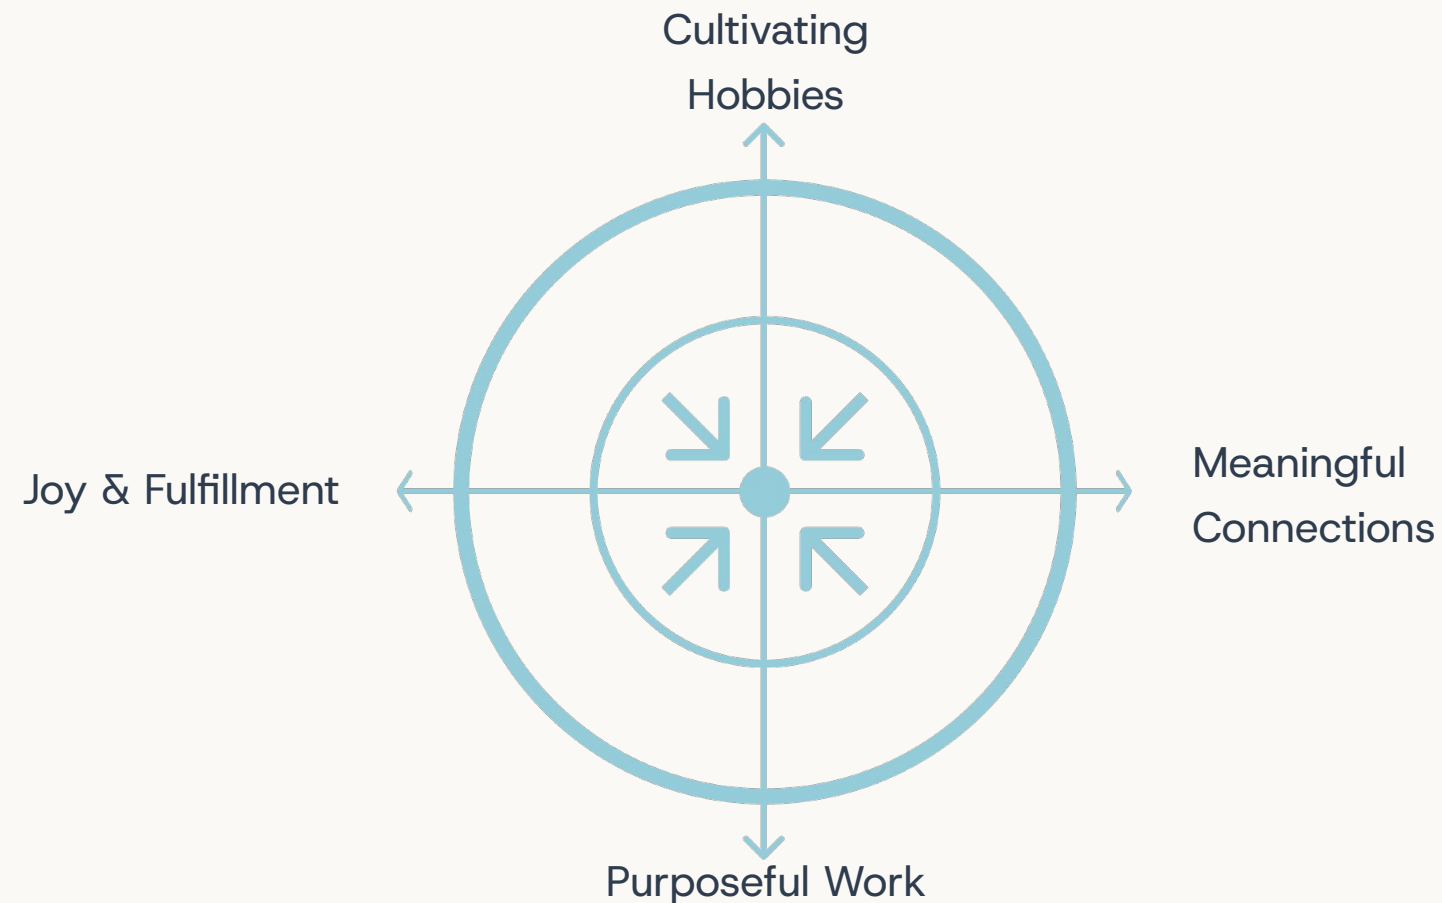 Cultivating
Hobbies
Joy & Fulfillment
Meaningful
Connections
Purposeful Work